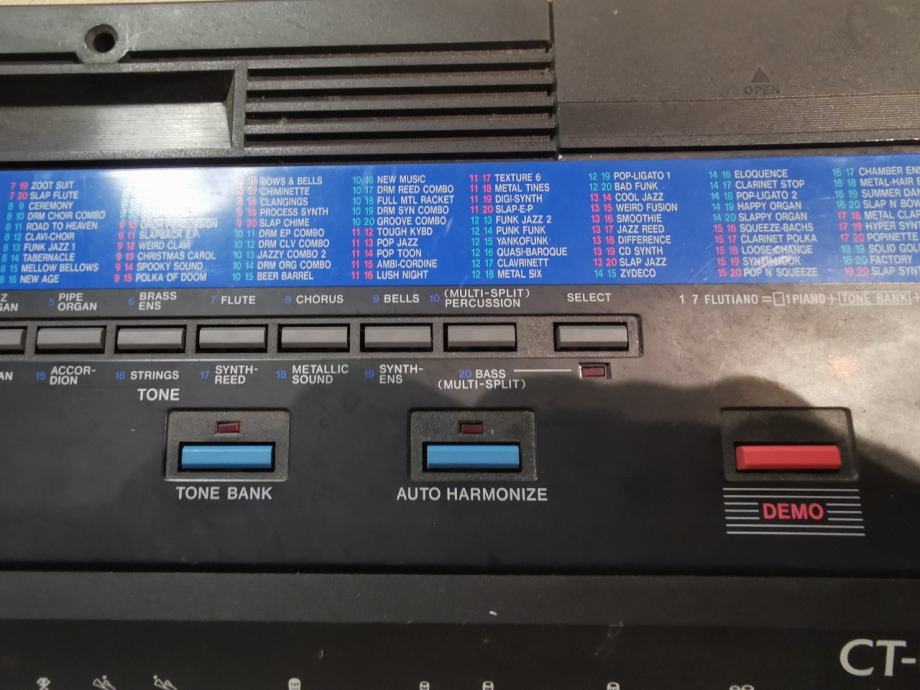 OPEN
7 19 ZOOT SUIT
7 20 SLAP FLUTE
8 9 CEREMONY
8 10 DRM CHOIR COMBO
8 11 ROAD TO HEAVEN
8 12 CLAVI-CHOIR
8 13 FUNK JAZZ 1
8 14 TABERNACLE
8 15 MELLOW BELLOWS
8 16 NEW AGE
9 11 SLAP JACK E.P.
9 12 WEIRD CLAVI
9 13 CHRISTMAS CAROL
9 14 SPOOKY SOUND
9 15 POLKA OF DOOM
BOWS & BELLS
CHIMINETTE
9 18 CLANGINGS
9 19 PROCESS SYNTH
9 20 SLAP CHIME
10 11 DRM EP COMBO
10 12 DRM CLV COMBO
10 13 JAZZY COMBO 2
10 14 DRM ORG COMBO
10 15 BEER BARREL
10 16 NEW MUSIC
10 17 DRM REED COMBO
10 18 FULL MTL RACKET
10 19 DRM SYN COMBO
10 20 GROOVE COMBO
11 12 TOUGH KYBD
11 13 POP JAZZ
11 14 POP TOON
11 15 AMBI-CORDINE
11 16 LUSH NIGHT
11 17 TEXTURE 6
11 18 METAL TINES
11 19 DIGI-SYNTH
11 20 SLAP-E.P
12 13 FUNK JAZZ 2
12 14 PUNK FUNK
12 15 YANKOFUNK
12 16 QUASI-BAROQUE
12 17 CLAVIRNETT
12 18 METAL SIX
12 19 POP-LIGATO 1
12 20 BAD FUNK
13 14 COOL JAZZ
13 15 WEIRD FUSION
13 16 SMOOTHIE
13 17 JAZZ REED
13 18 DIFFERENCE
13 19 CD SYNTH
13 20 SLAP JAZZ
14 15 ZYDECO
14 16 ELOQUENCE
14 17 CLARINET STOP
14 18 POP-LIGATO 2
14 19 HAPPY ORGAN
14 20 SLAPPY ORGAN
15 16 SQUEEZE-BACHS
15 17 CLARINET POLKA
15 18 LOOSE-CHANGE
15 19 SYNTH-NOOK
15 20 POP N SQUEEZE
16 17 CHAMBER ENS
16 18 METAL-HAIR
16 19 SUMMER DAN
16 20 SLAP N' BOW
17 18 METAL CLA
17 19 HYPER SYN
17 20 POPNETTE
18 19 SOLID
18 20 FACTORY
19 20 SLAP SYN
5 PIPE ORGAN
6 BRASS ENS
7 FLUTE
8 CHORUS
9 BELLS
10 (MULTI-SPLIT) PERCUSSION
SELECT
1 7 FLUTIANO = 1 PIANO + TONE BANK
15 ACCOR-DION
16 STRINGS
17 SYNTH-REED
18 METALLIC SOUND
19 SYNTH-ENS
20 BASS (MULTI-SPLIT)
TONE
TONE BANK
AUTO HARMONIZE
DEMO
CT-